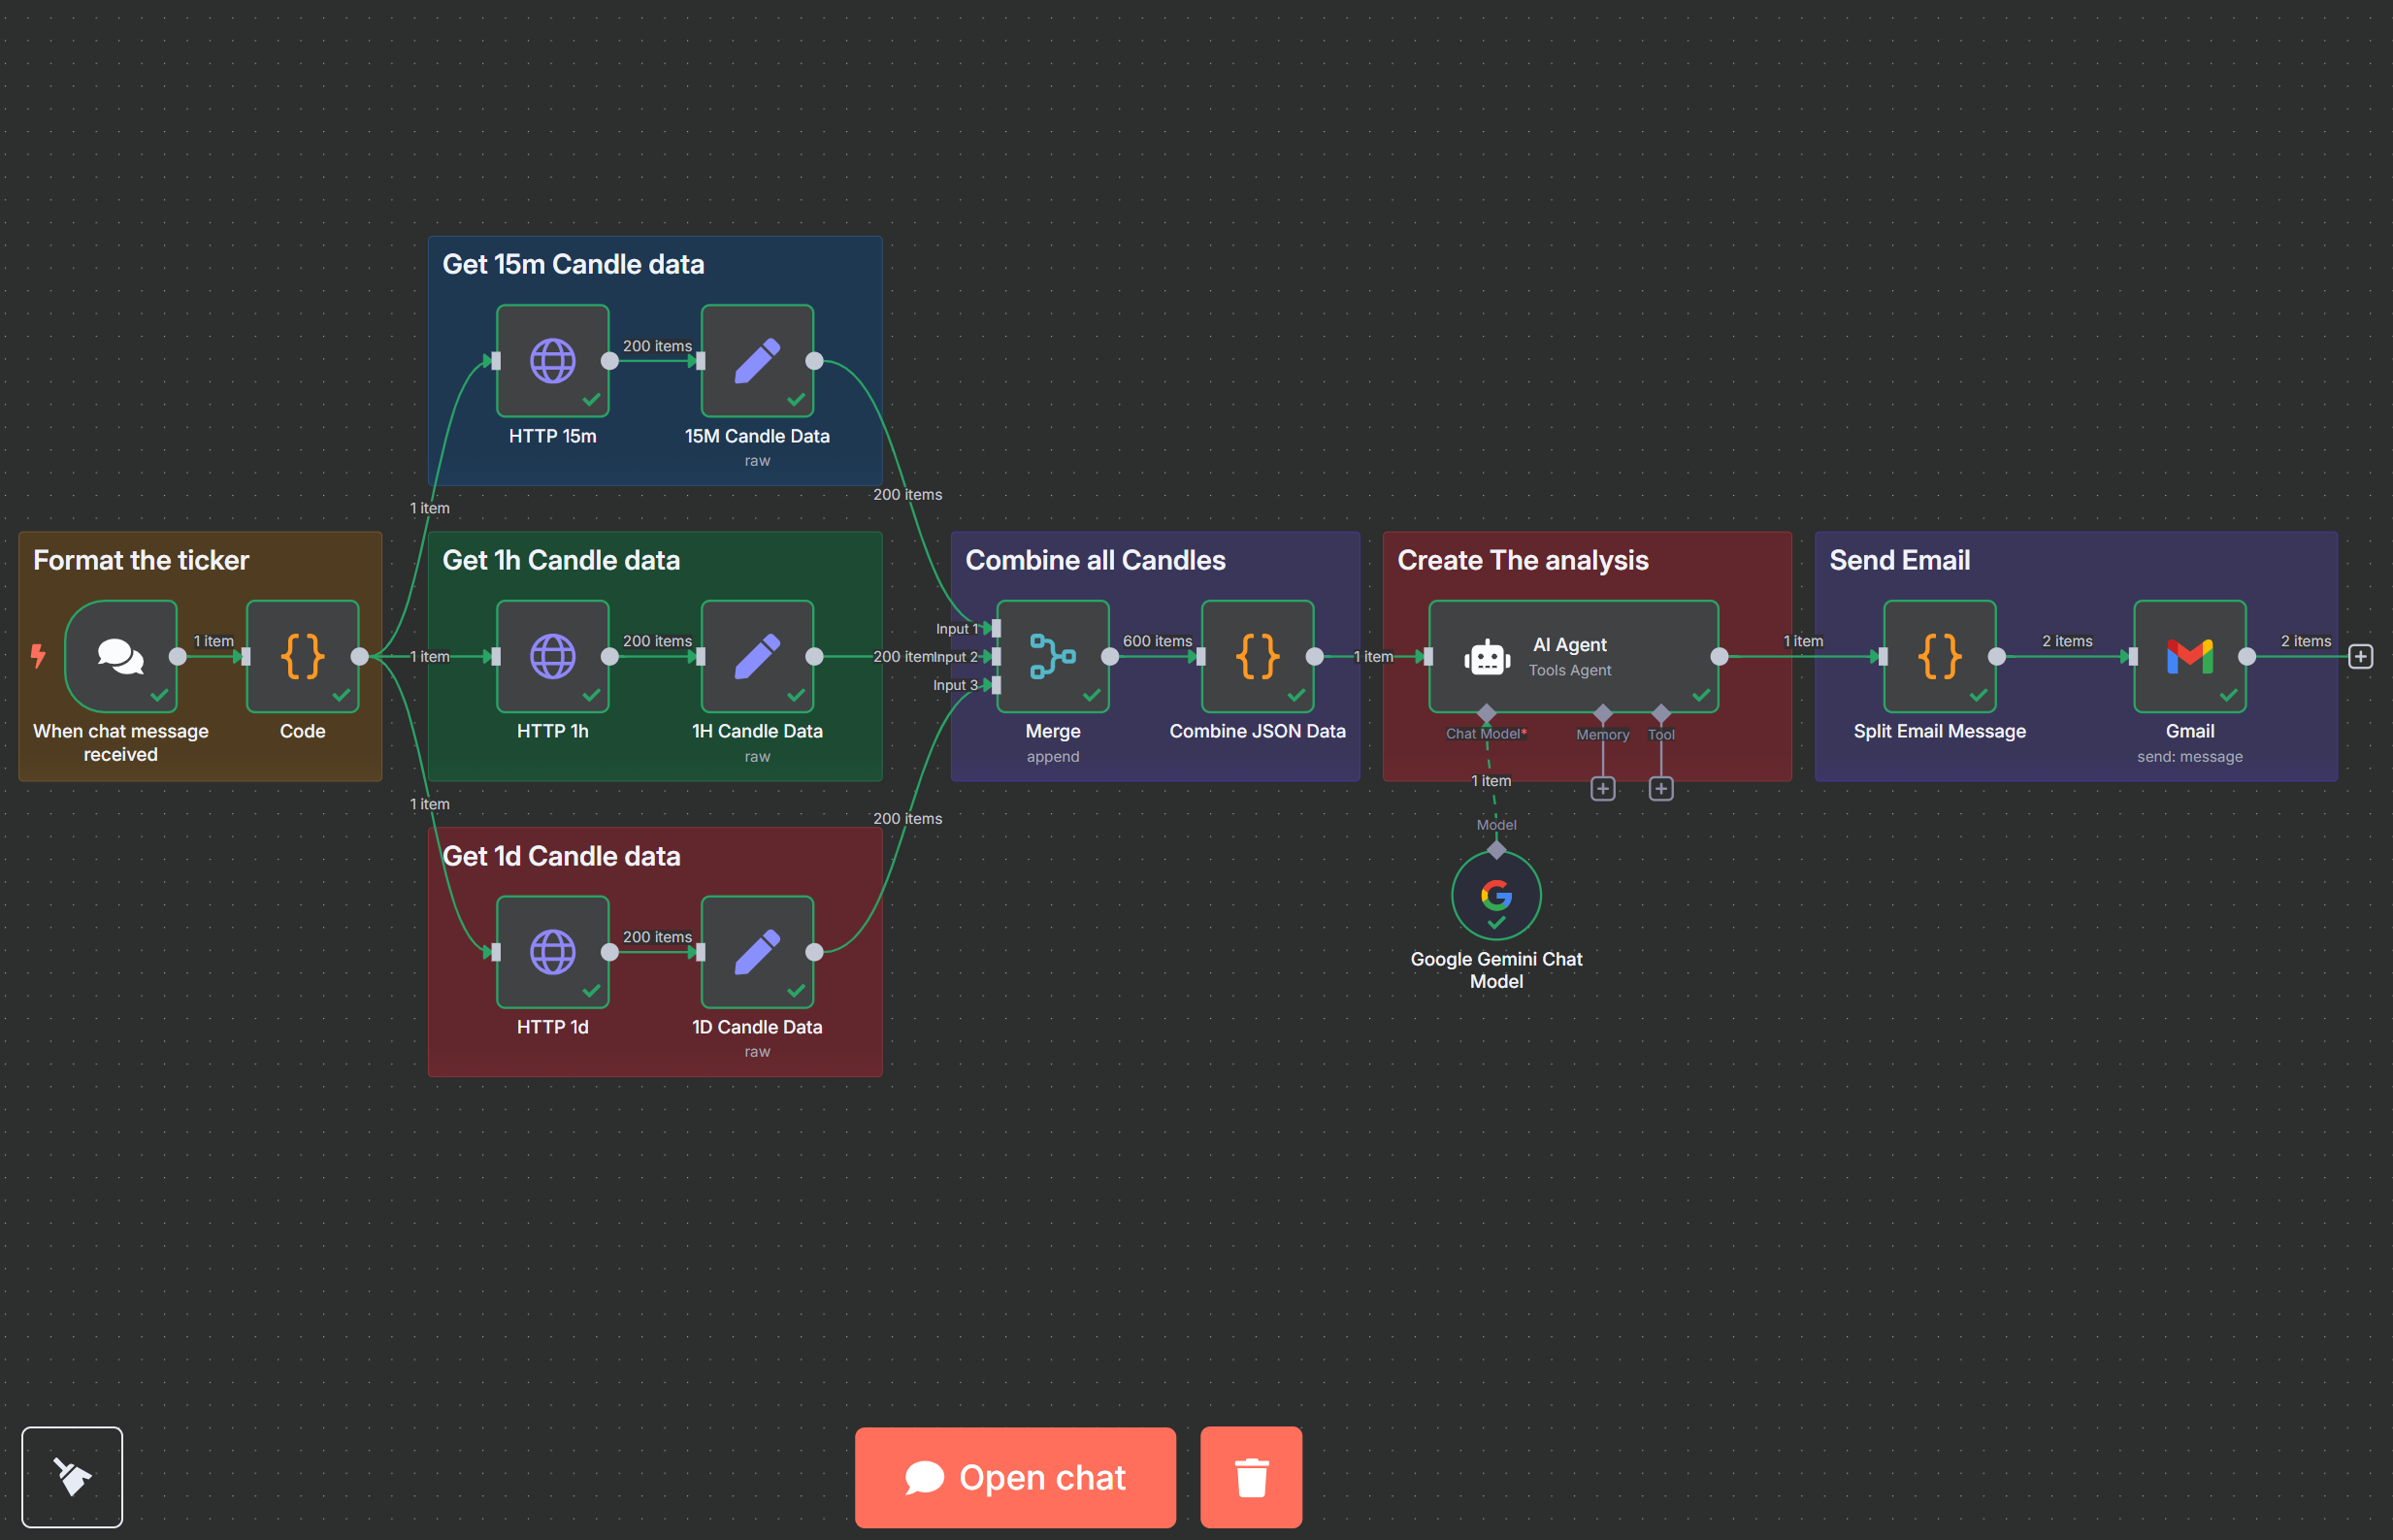 Get 15m Candle data
200 items
HTTP 15m
15M Candle Data
raw
1 item
200 items
Format the ticker
1 item
When chat message
received
Code
Get 1h Candle data
1 item
200 items
HTTP 1h
1H Candle Data
raw
200 item
1 item
Get 1d Candle data
200 items
HTTP 1d
1D Candle Data
raw
200 items
Combine all Candles
Input 1
Input 2
Input 3
Merge
append
600 items
Combine JSON Data
1 item
Create The analysis
AI Agent
Tools Agent
Chat Model*
Memory
Tool
1 item
Model
Google Gemini Chat
Model
1 item
Send Email
Split Email Message
2 items
Gmail
send: message
2 items
Open chat